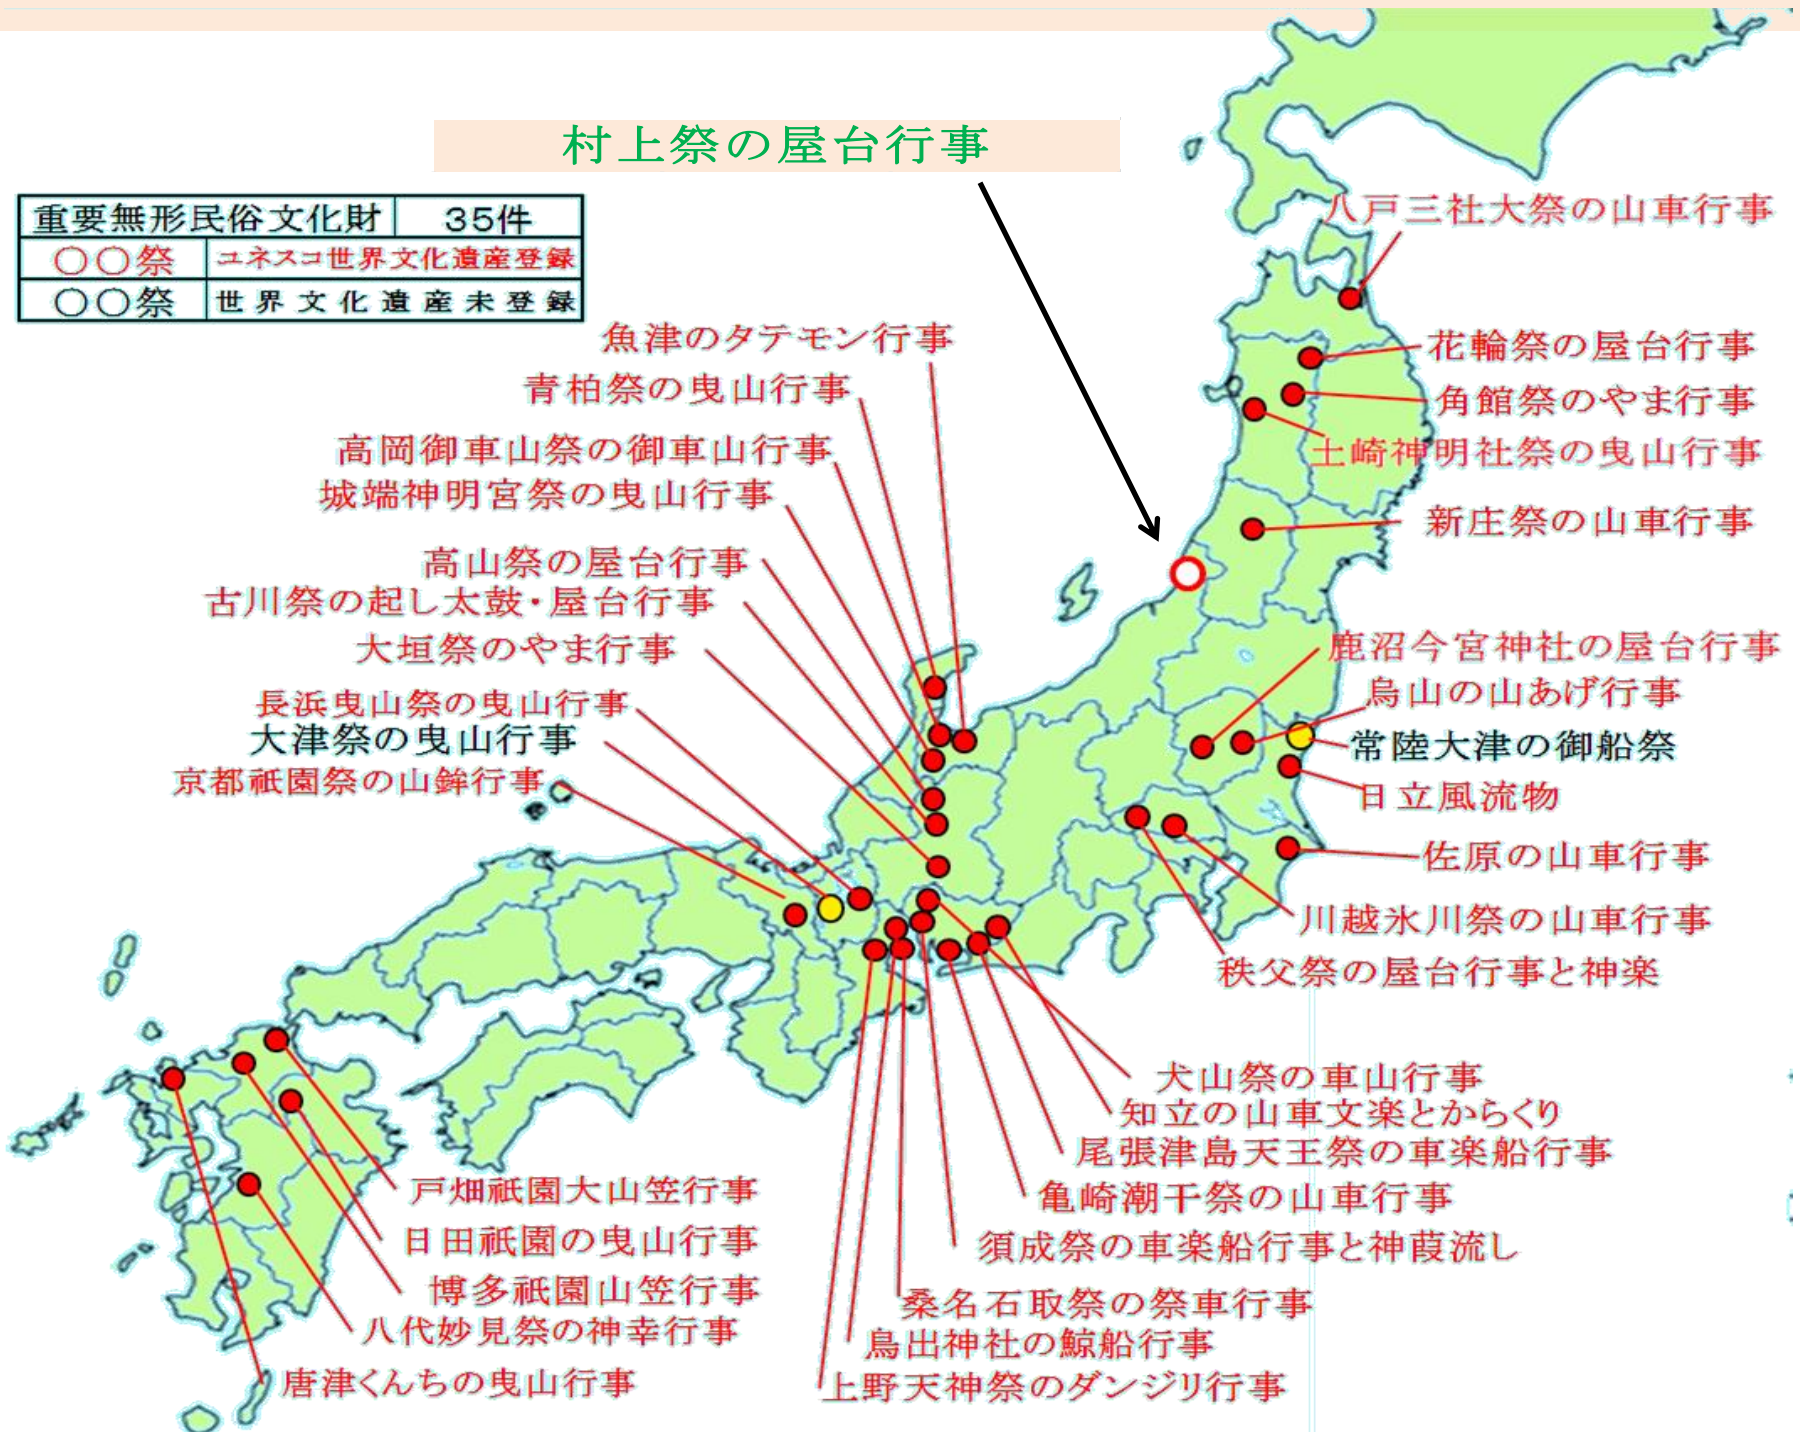 村上祭の屋台行事
重要無形民俗文化財 35件
〇〇祭 ユネスコ世界文化遺産登録
〇〇祭 世界文化遺産未登録
八戸三社大祭の山車行事
花輪祭の屋台行事
角館祭のやま行事
土崎神明社祭の曳山行事
新庄祭の山車行事
鹿沼今宮神社の屋台行事
烏山の山あげ行事
常陸大津の御船祭
日立風流物
佐原の山車行事
川越氷川祭の山車行事
秩父祭の屋台行事と神楽
魚津のタテモン行事
青柏祭の曳山行事
高岡御車山祭の御車山行事
城端神明宮祭の曳山行事
高山祭の屋台行事
古川祭の起し太鼓・屋台行事
大垣祭のやま行事
長浜曳山祭の曳山行事
大津祭の曳山行事
京都祇園祭の山鉾行事
犬山祭の車山行事
知立の山車文楽とからくり
尾張津島天王祭の車楽船行事
亀崎潮干祭の山車行事
須成祭の車楽船行事と神葭流し
桑名石取祭の祭車行事
鳥出神社の鯨船行事
上野天神祭のダンジリ行事
戸畑祇園大山笠行事
日田祇園の曳山行事
博多祇園山笠行事
八代妙見祭の神幸行事
唐津くんちの曳山行事